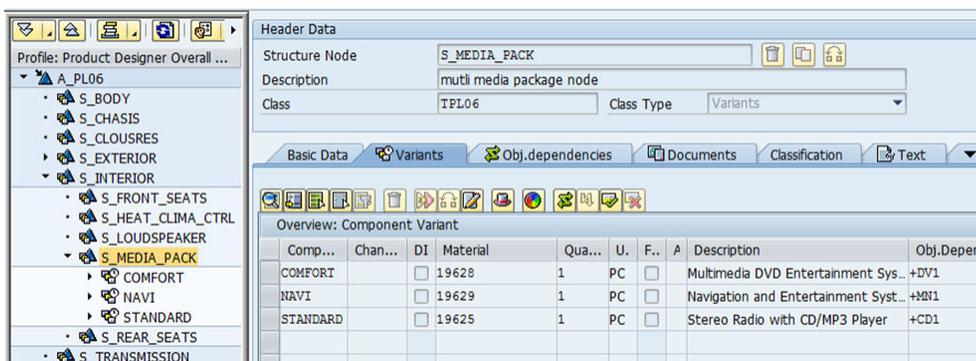 Profile: Product Designer Overall ...
A_PL06
S_BODY
S_CHASIS
S_CLOUSRES
S_EXTERIOR
S_INTERIOR
S_FRONT_SEATS
S_HEAT_CLIMA_CTRL
S_LOUDSPEAKER
S_MEDIA_PACK
COMFORT
NAVI
STANDARD
S_REAR_SEATS
S_TRANSMISSION
Header Data
Structure Node S_MEDIA_PACK
Description mutli media package node
Class TPL06 Class Type Variants
Basic Data Variants Obj.dependencies Documents Classification Text
Overview: Component Variant
Comp... Chan... DI Material Qua... U. F.. A Description Obj.Depen
COMFORT 19628 1 PC Multimedia DVD Entertainment Sys... +DV1
NAVI 19629 1 PC Navigation and Entertainment Syst... +MN1
STANDARD 19625 1 PC Stereo Radio with CD/MP3 Player +CD1